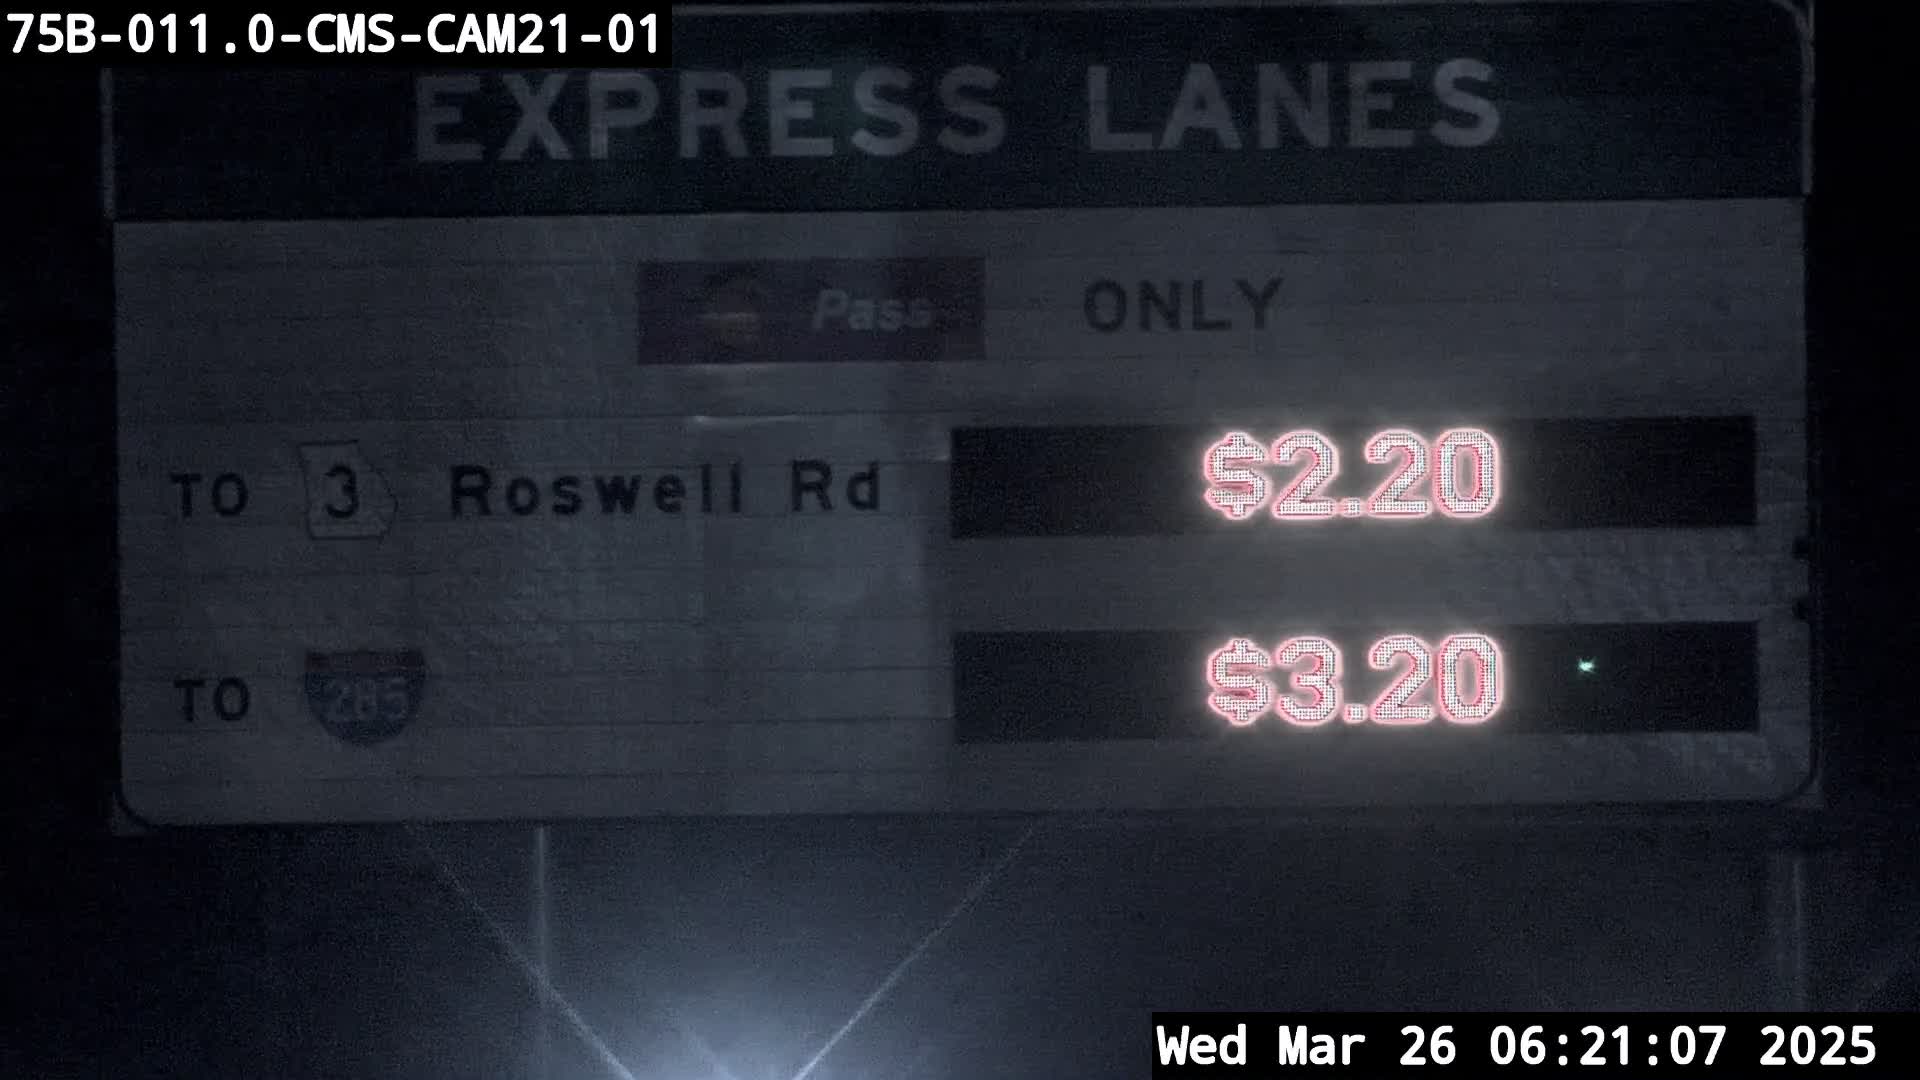 75B-011.0-CMS-CAM21-01
EXPRESS LANES
Pass ONLY
TO 3 Roswell Rd $2.20
TO 285 $3.20
Wed Mar 26 06:21:07 2025